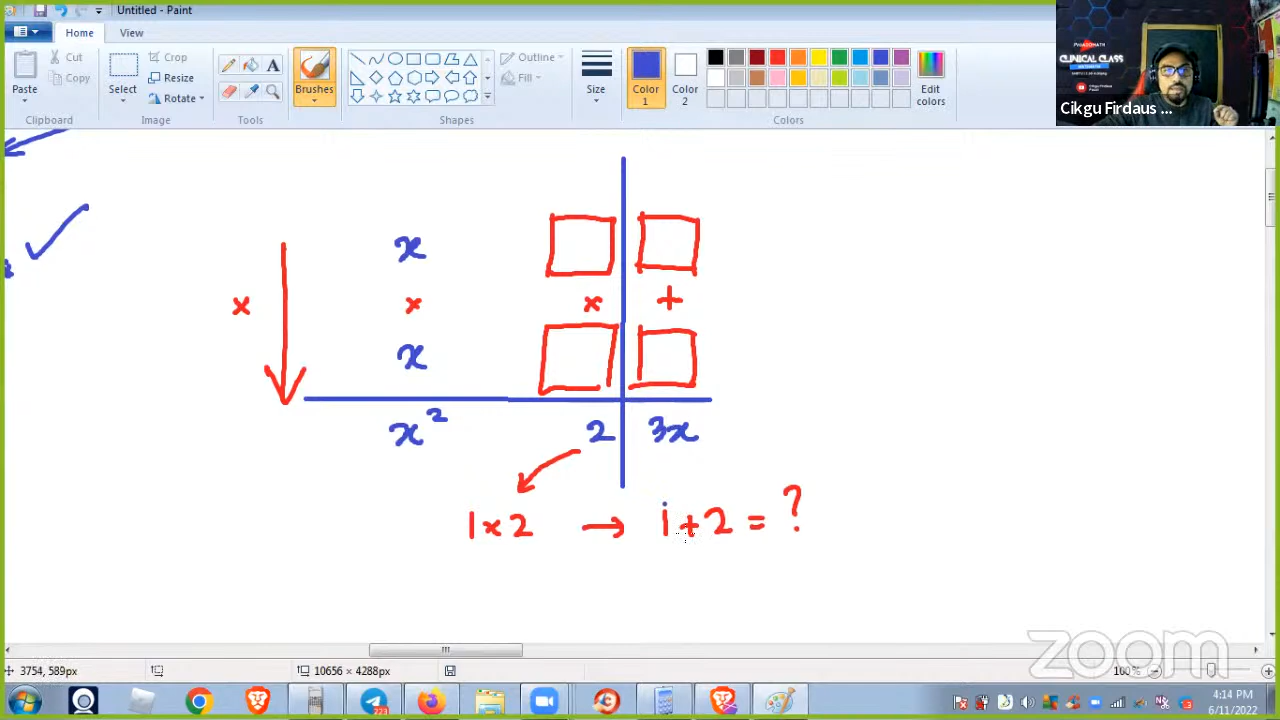 Untitled - Paint
Home View
Cut
Copy
Paste
Clipboard
Select
Crop
Resize
Rotate
Image
Tools
Brushes
Outline
Fill
Shapes
Size
Color 1
Color 2
Edit colors
Colors
CLINICAL CLASS
Cikgu Firdaus ...
x
× × × +
x
x² 2 3x
1 × 2 → 1 + 2 = ?
zoom
3754, 589px
10656 × 4288px
100%
4:14 PM
6/11/2022